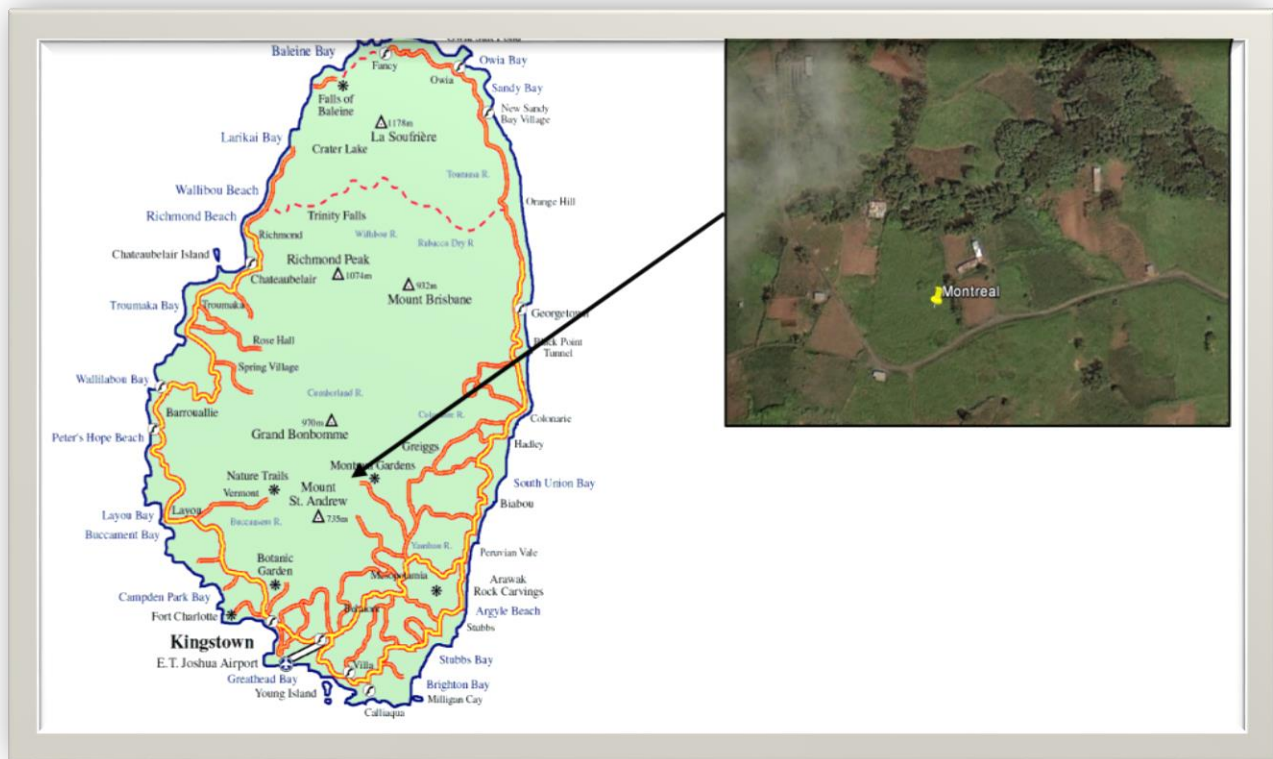 Baleine Bay
Fancy
Owia Bay
Owia
Falls of
Baleine
Sandy Bay
New Sandy
Bay Village
1178m
La Soufrière
Larikai Bay
Crater Lake
Wallibou Beach
Orange Hill
Richmond Beach
Trinity Falls
Richmond
Rabacca Dry R
Chateaubelair Island
Richmond Peak
1074m
Chateaubelair
932m
Mount Brisbane
Troumaka Bay
Troumaka
Georgetown
Black Point
Tunnel
Rose Hall
Spring Village
Wallilabou Bay
Cumberland R.
Barrouallie
970m
Grand Bonhomme
Colonarie
Peter's Hope Beach
Greiggs
Hadley
Gardens
Nature Trails
Vermont
Mount
St. Andrew
735m
South Union Bay
Biabou
Layou Bay
Layou
Buccament R.
Buccament Bay
Yambou R.
Peruvian Vale
Botanic
Garden
Mesopotamia
Arawak
Rock Carvings
Campden Park Bay
Argyle Beach
Fort Charlotte
Stubbs
Kingstown
E.T. Joshua Airport
Villa
Stubbs Bay
Greathead Bay
Young Island
Brighton Bay
Milligan Cay
Calliaqua
Montreal